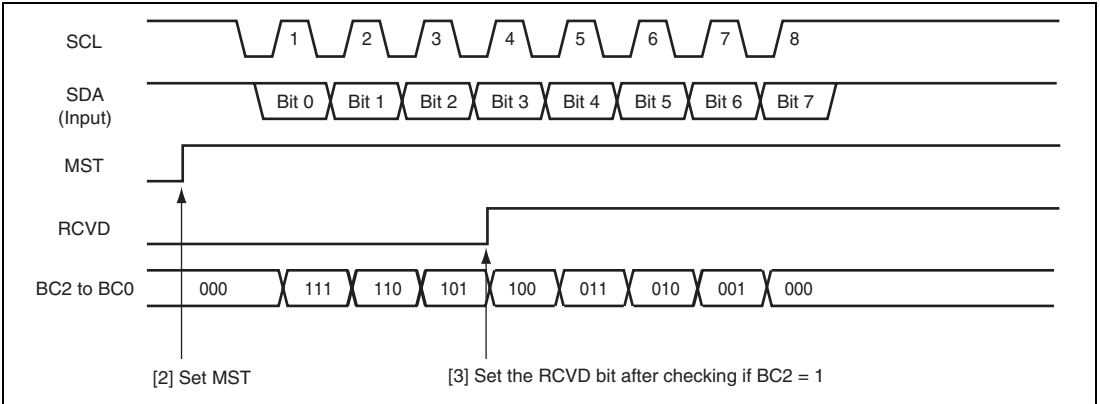 SCL 1 2 3 4 5 6 7 8
SDA
(Input) Bit 0 Bit 1 Bit 2 Bit 3 Bit 4 Bit 5 Bit 6 Bit 7
MST
RCVD
BC2 to BC0 000 111 110 101 100 011 010 001 000
[2] Set MST [3] Set the RCVD bit after checking if BC2 = 1